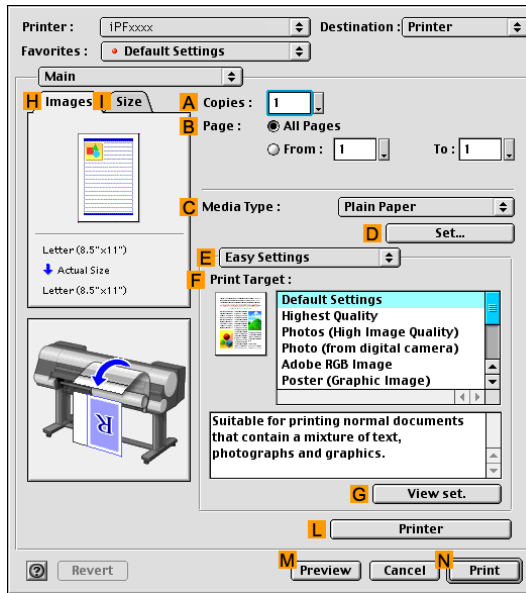 Printer : iPFxxxx Destination : Printer
Favorites : Default Settings
Main
H Images I Size A Copies : 1
B Page : All Pages
From : 1 To : 1
C Media Type : Plain Paper
D Set...
Letter (8.5"x11")
Actual Size
Letter (8.5"x11")
E Easy Settings
F Print Target :
Default Settings
Highest Quality
Photos (High Image Quality)
Photo (from digital camera)
Adobe RGB Image
Poster (Graphic Image)
R
Suitable for printing normal documents
that contain a mixture of text,
photographs and graphics.
G View set.
L Printer
? Revert M Preview Cancel N Print